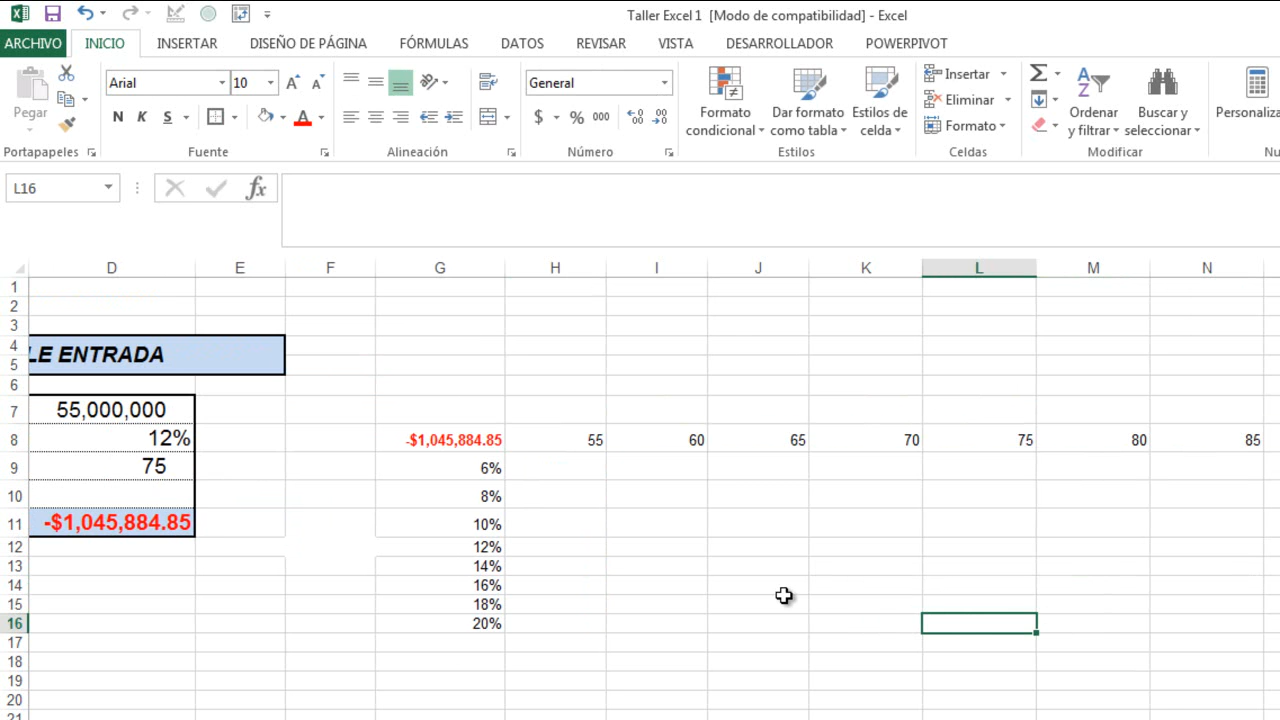 Taller Excel 1 [Modo de compatibilidad] - Excel
ARCHIVO INICIO INSERTAR DISEÑO DE PÁGINA FÓRMULAS DATOS REVISAR VISTA DESARROLLADOR POWERPIVOT
Pegar
Portapapeles
Arial 10
N K S
Fuente
Alineación
General
$ % 000
Número
Formato condicional
Dar formato como tabla
Estilos de celda
Estilos
Insertar
Eliminar
Formato
Celdas
Ordenar y filtrar
Buscar y seleccionar
Modificar
L16
fx
D E F G H I J K L M N
1
2
3
4 LE ENTRADA
5
6
7 55,000,000
8 12% -$1,045,884.85 55 60 65 70 75 80 85
9 75 6%
10 8%
11 -$1,045,884.85 10%
12 12%
13 14%
14 16%
15 18%
16 20%
17
18
19
20
21